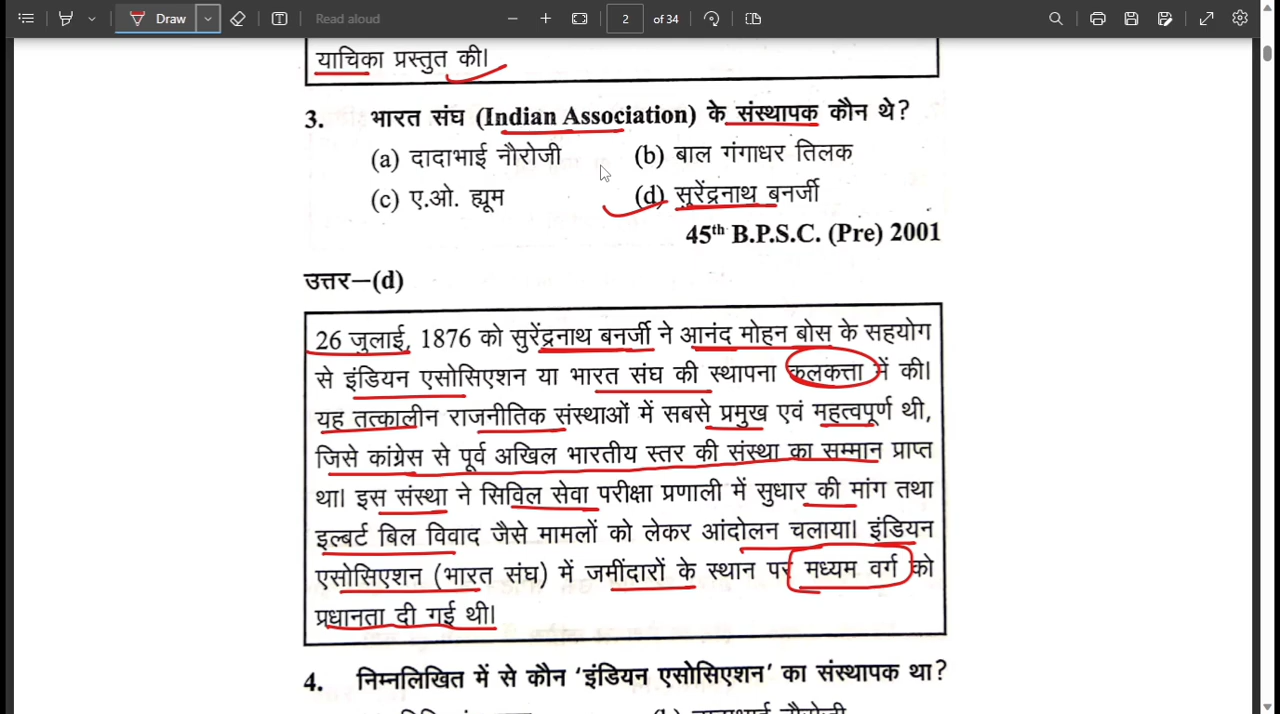 Draw
Read aloud
2 of 34
याचिका प्रस्तुत की।
3. भारत संघ (Indian Association) के संस्थापक कौन थे?
(a) दादाभाई नौरोजी (b) बाल गंगाधर तिलक
(c) ए.ओ. ह्यूम (d) सुरेंद्रनाथ बनर्जी
45th B.P.S.C. (Pre) 2001
उत्तर—(d)
26 जुलाई, 1876 को सुरेंद्रनाथ बनर्जी ने आनंद मोहन बोस के सहयोग
से इंडियन एसोसिएशन या भारत संघ की स्थापना कलकत्ता में की।
यह तत्कालीन राजनीतिक संस्थाओं में सबसे प्रमुख एवं महत्वपूर्ण थी,
जिसे कांग्रेस से पूर्व अखिल भारतीय स्तर की संस्था का सम्मान प्राप्त
था। इस संस्था ने सिविल सेवा परीक्षा प्रणाली में सुधार की मांग तथा
इल्बर्ट बिल विवाद जैसे मामलों को लेकर आंदोलन चलाया। इंडियन
एसोसिएशन (भारत संघ) में जमींदारों के स्थान पर मध्यम वर्ग को
प्रधानता दी गई थी।
4. निम्नलिखित में से कौन ‘इंडियन एसोसिएशन’ का संस्थापक था?